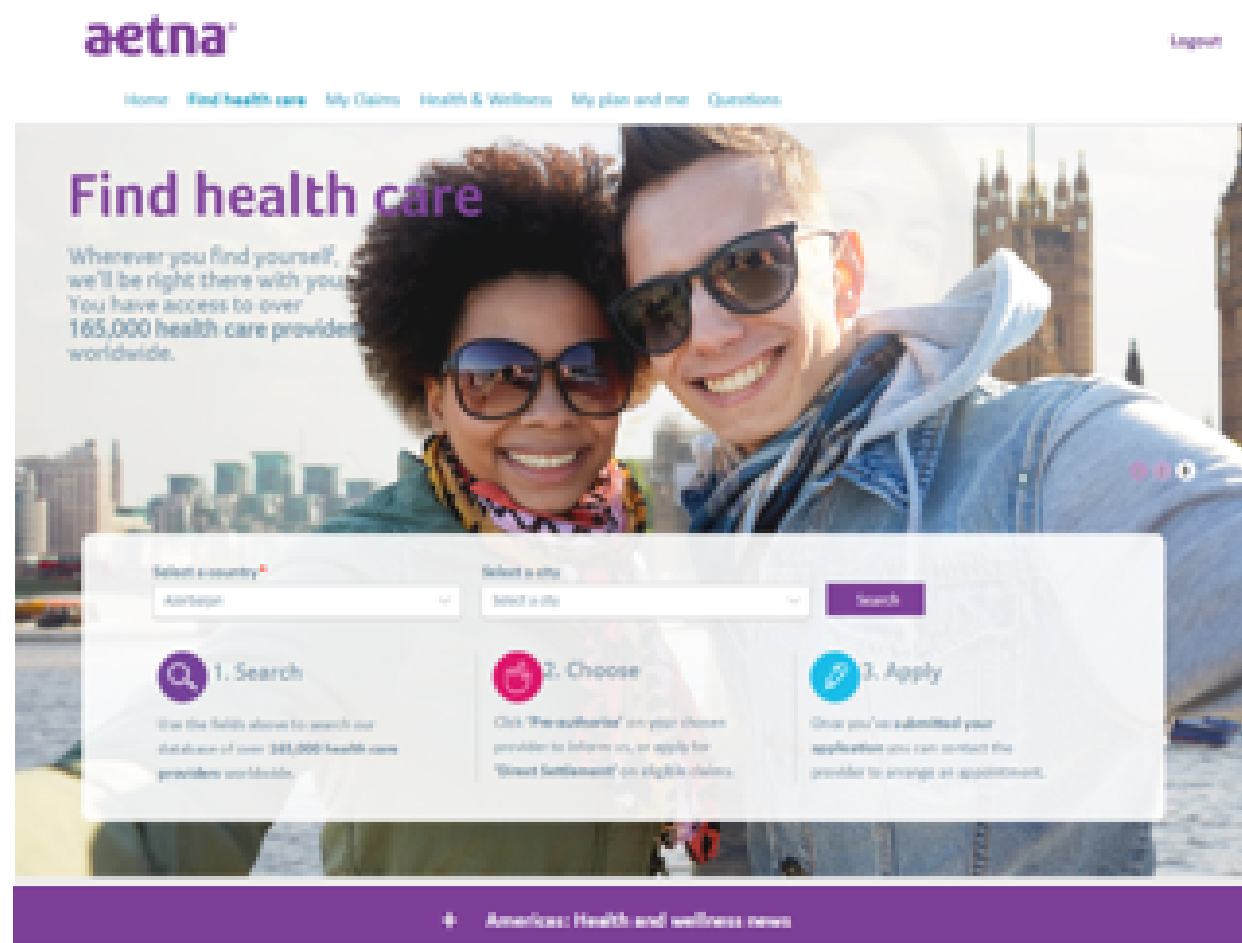 aetna
Logout
Home Find health care My Claims Health & Wellness My plan and me Questions
Find health care
Wherever you find yourself,
we'll be right there with you.
You have access to over
165,000 health care providers
worldwide.
Select a country*
Select a city
Azerbaijan
Select a city
Search
1. Search
2. Choose
3. Apply
Use the fields above to search our
database of over 165,000 health care
providers worldwide.
Click 'Pre-authorise' on your chosen
provider to inform us, or apply for
'Direct Settlement' on eligible claims.
Once you've submitted your
application you can contact the
provider to arrange an appointment.
Americas: Health and wellness news